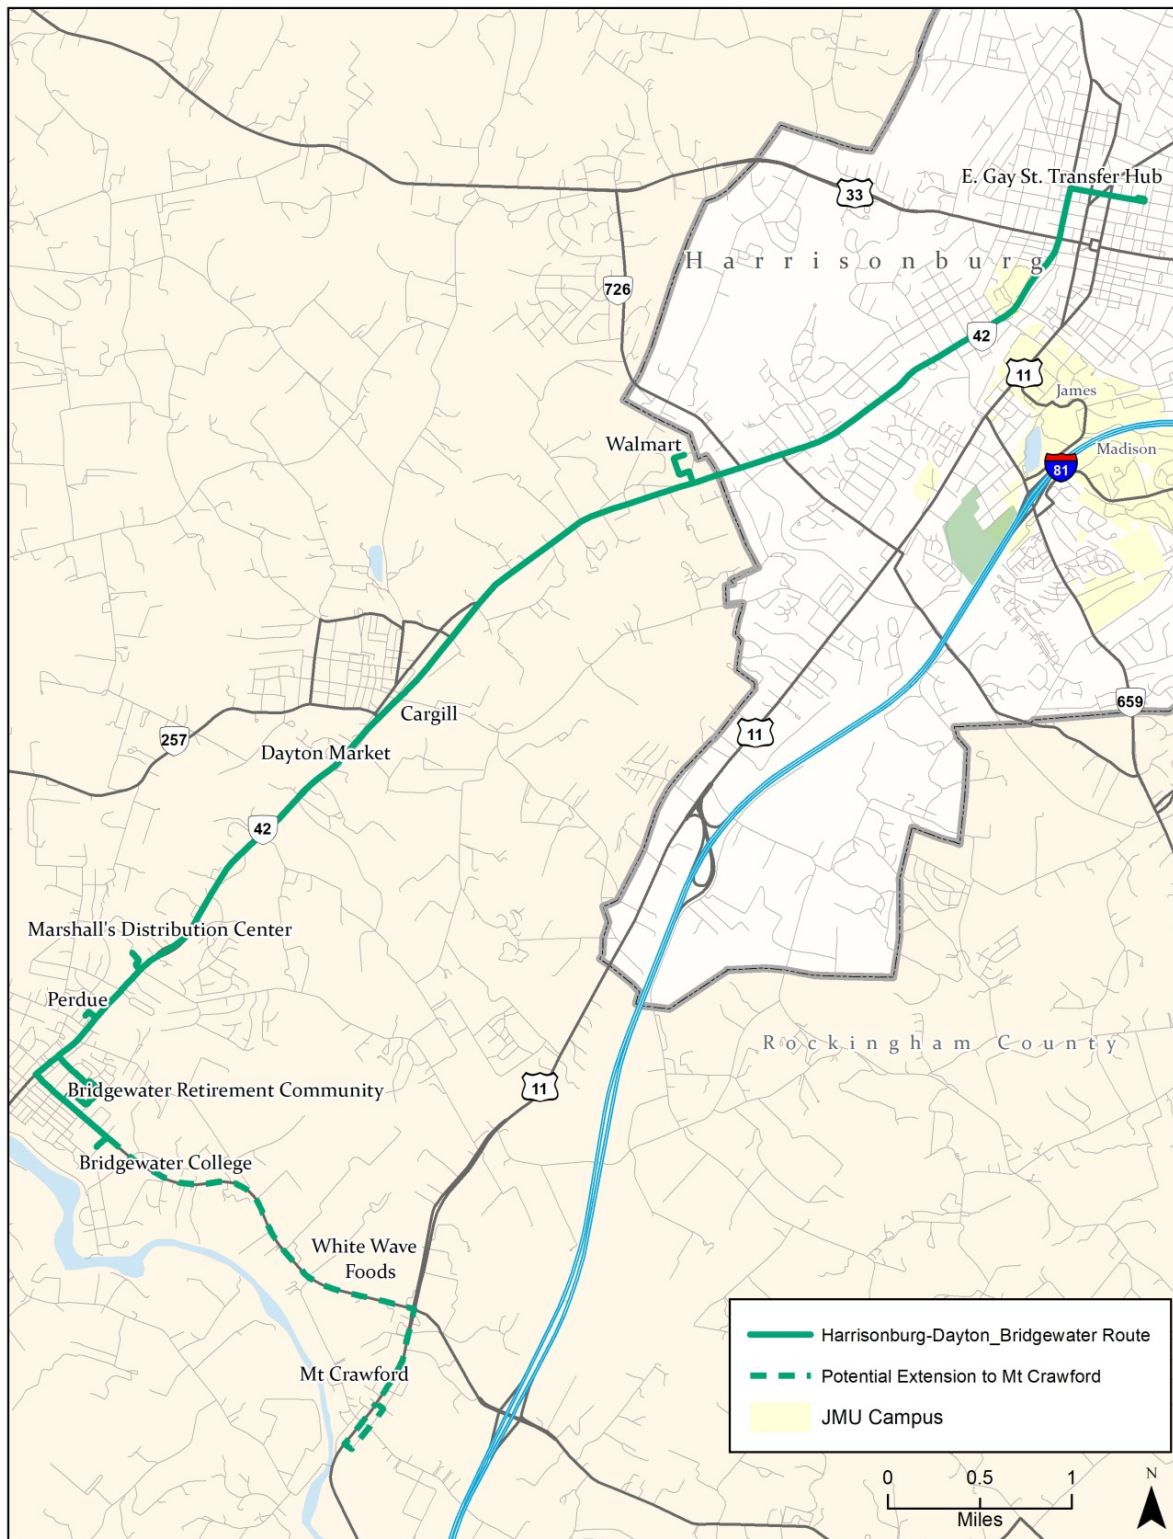 E. Gay St. Transfer Hub
33
Harrisonburg
726
42
11
James
Walmart
Madison
81
659
Cargill
257
11
Dayton Market
42
Marshall's Distribution Center
Perdue
Rockingham County
11
Bridgewater Retirement Community
Bridgewater College
White Wave
Foods
Mt Crawford
Harrisonburg-Dayton_Bridgewater Route
Potential Extension to Mt Crawford
JMU Campus
0 0.5 1
Miles
N